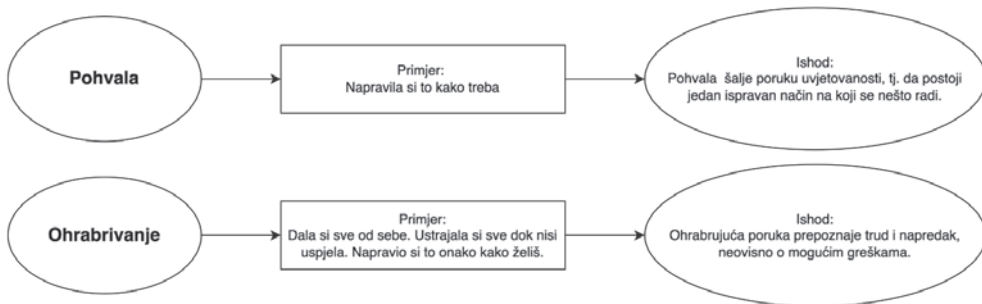 Pohvala
Primjer:
Napravila si to kako treba
Ishod:
Pohvala šalje poruku uvjetovanosti, tj. da postoji
jedan ispravan način na koji se nešto radi.
Ohrabrivanje
Primjer:
Dala si sve od sebe. Ustrajala si sve dok nisi
uspjela. Napravio si to onako kako želiš.
Ishod:
Ohrabrujuća poruka prepoznaje trud i napredak,
neovisno o mogućim greškama.